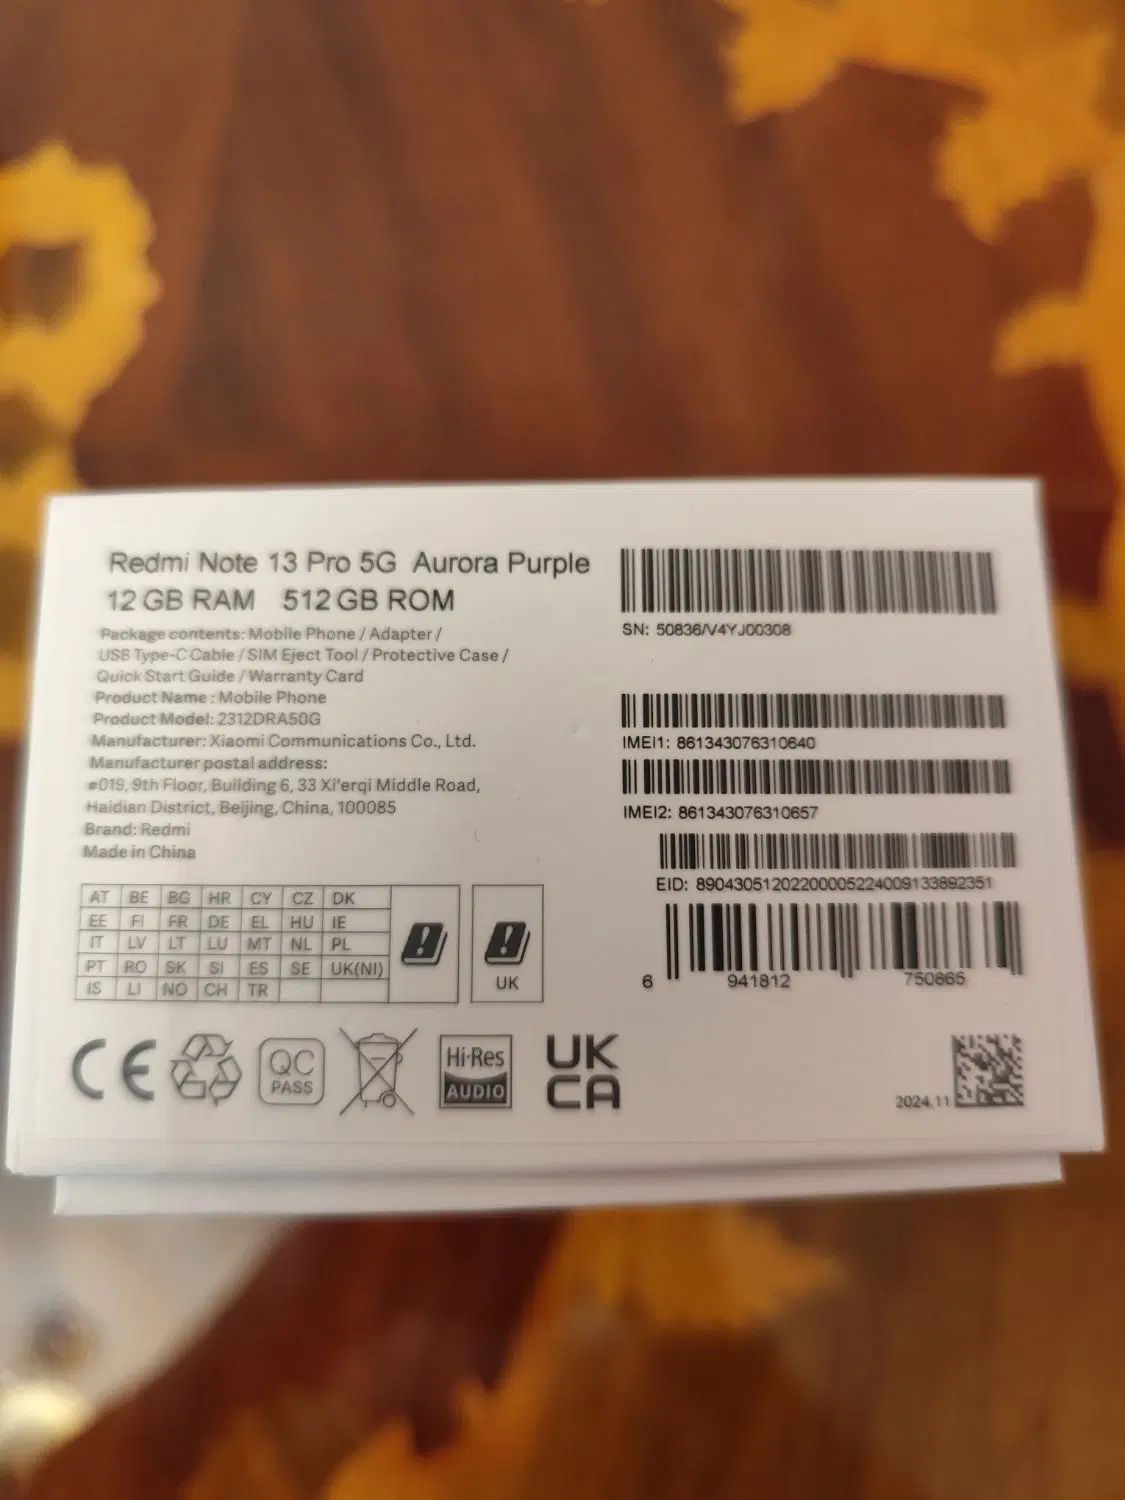 Redmi Note 13 Pro 5G Aurora Purple
12 GB RAM 512 GB ROM
Package contents: Mobile Phone / Adapter /
USB Type-C Cable / SIM Eject Tool / Protective Case /
Quick Start Guide / Warranty Card
Product Name : Mobile Phone
Product Model: 2312DRA50G
Manufacturer: Xiaomi Communications Co., Ltd.
Manufacturer postal address:
#019, 9th Floor, Building 6, 33 Xi'erqi Middle Road,
Haidian District, Beijing, China, 100085
Brand: Redmi
Made in China
SN: 50836/V4YJ00308
IMEI1: 861343076310640
IMEI2: 861343076310657
EID: 89043051202200005224009133892351
6 941812 750865
AT BE BG HR CY CZ DK
EE FI FR DE EL HU IE
IT LV LT LU MT NL PL
PT RO SK SI ES SE UK(NI)
IS LI NO CH TR
UK
CE
QC
PASS
Hi-Res
AUDIO
UK
CA
2024.11